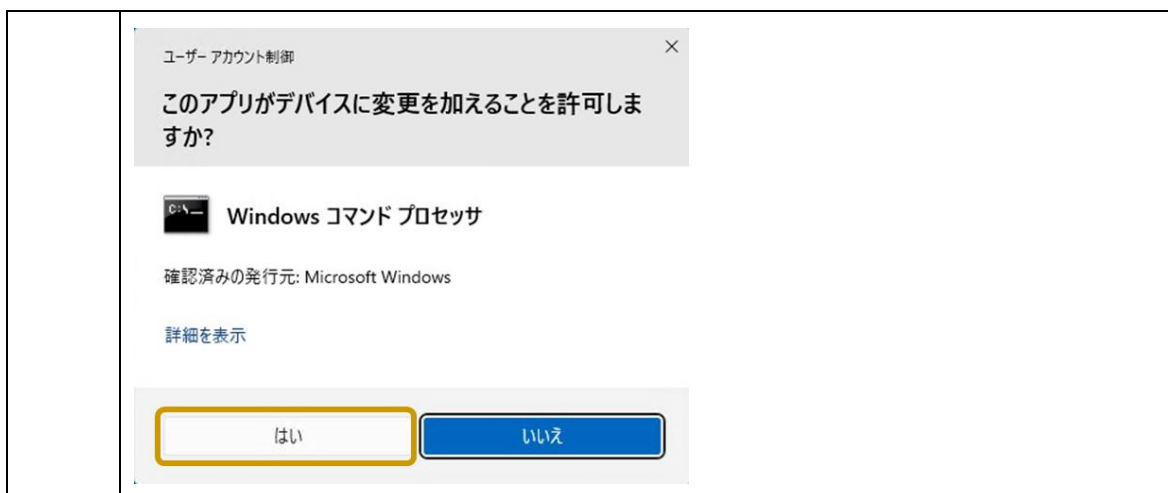 ユーザー アカウント制御
このアプリがデバイスに変更を加えることを許可しま
すか?
C:\
Windows コマンド プロセッサ
確認済みの発行元: Microsoft Windows
詳細を表示
はい
いいえ